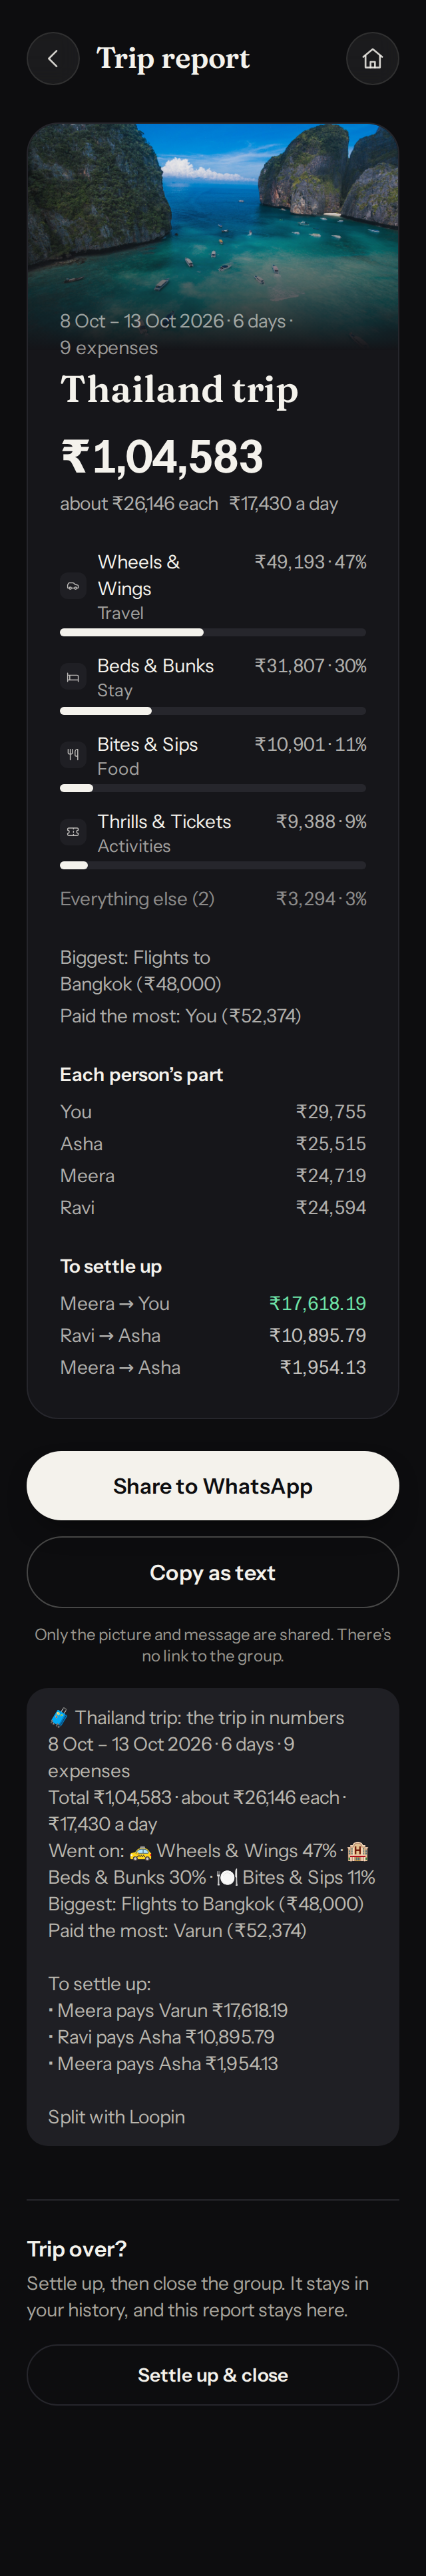 Trip report
8 Oct – 13 Oct 2026 · 6 days ·
9 expenses
Thailand trip
₹1,04,583
about ₹26,146 each ₹17,430 a day
Wheels & ₹49,193 · 47%
Wings
Travel
Beds & Bunks ₹31,807 · 30%
Stay
Bites & Sips ₹10,901 · 11%
Food
Thrills & Tickets ₹9,388 · 9%
Activities
Everything else (2) ₹3,294 · 3%
Biggest: Flights to
Bangkok (₹48,000)
Paid the most: You (₹52,374)
Each person’s part
You ₹29,755
Asha ₹25,515
Meera ₹24,719
Ravi ₹24,594
To settle up
Meera → You ₹17,618.19
Ravi → Asha ₹10,895.79
Meera → Asha ₹1,954.13
Share to WhatsApp
Copy as text
Only the picture and message are shared. There’s
no link to the group.
🧳 Thailand trip: the trip in numbers
8 Oct – 13 Oct 2026 · 6 days · 9
expenses
Total ₹1,04,583 · about ₹26,146 each ·
₹17,430 a day
Went on: 🚕 Wheels & Wings 47% · 🏨
Beds & Bunks 30% · 🍽️ Bites & Sips 11%
Biggest: Flights to Bangkok (₹48,000)
Paid the most: Varun (₹52,374)
To settle up:
• Meera pays Varun ₹17,618.19
• Ravi pays Asha ₹10,895.79
• Meera pays Asha ₹1,954.13
Split with Loopin
Trip over?
Settle up, then close the group. It stays in
your history, and this report stays here.
Settle up & close